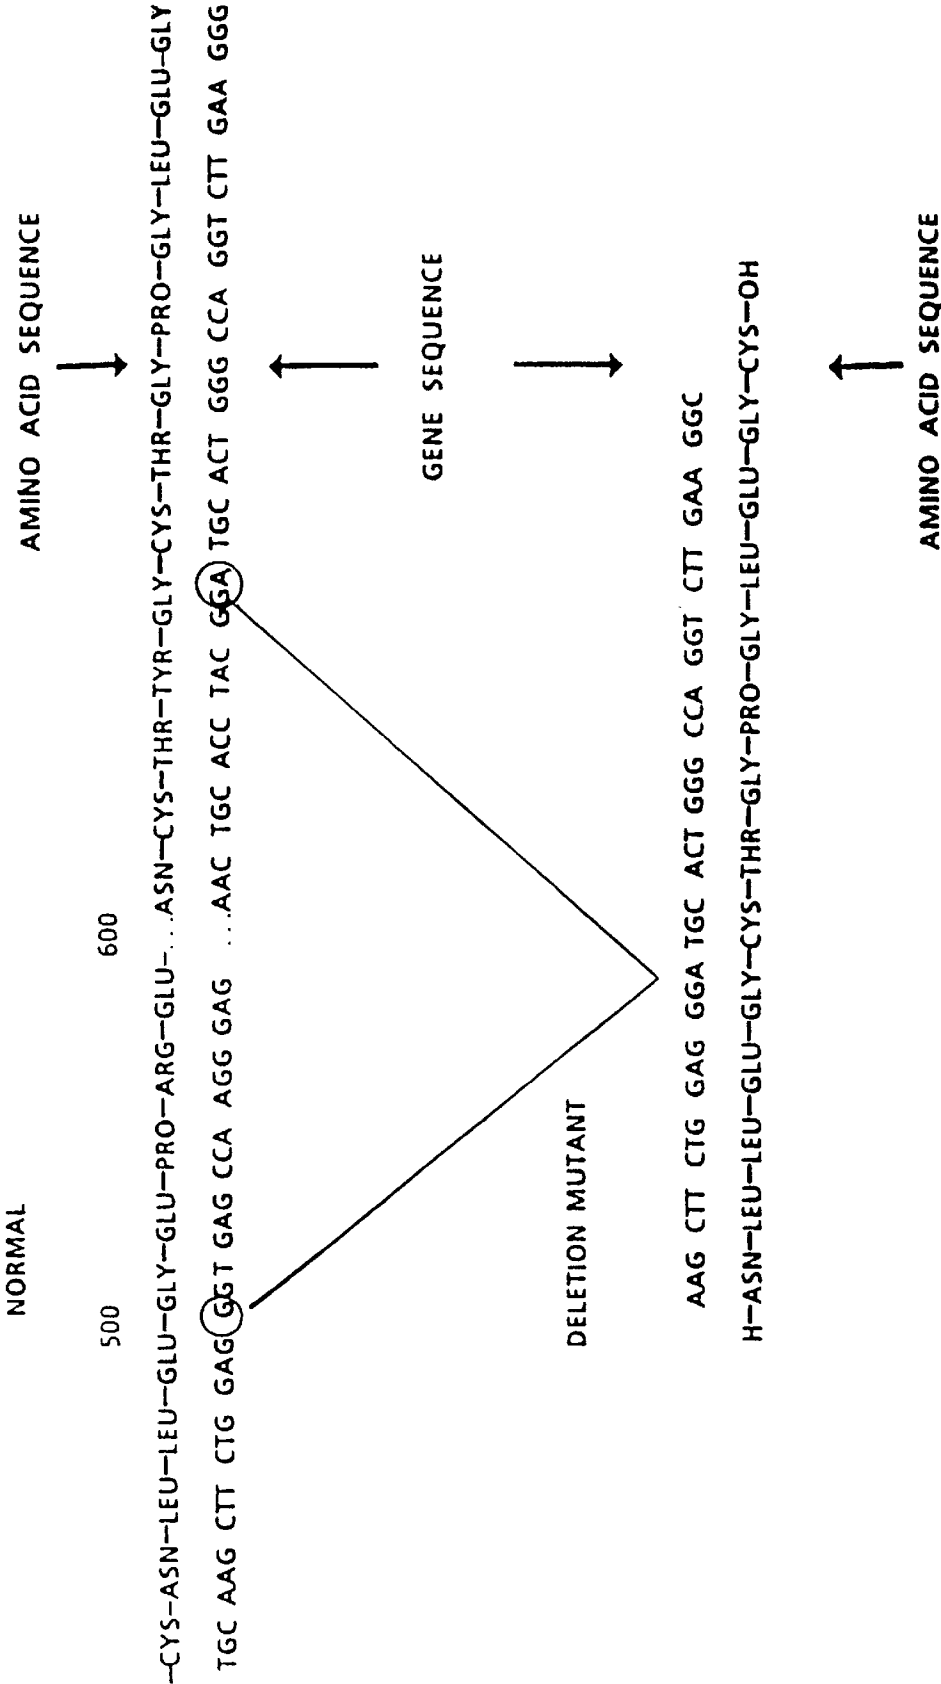 NORMAL
AMINO ACID SEQUENCE
500
600
–CYS–ASN–LEU–LEU–GLU–GLY–GLU–PRO–ARG–GLU–...ASN–CYS–THR–TYR–GLY–CYS–THR–GLY–PRO–GLY–LEU–GLU–GLY
TGC AAG CTT CTG GAG GGT GAG CCA AGG GAG ...AAC TGC ACC TAC GGA TGC ACT GGG CCA GGT CTT GAA GGG
GENE SEQUENCE
DELETION MUTANT
AAG CTT CTG GAG GGA TGC ACT GGG CCA GGT CTT GAA GGC
H–ASN–LEU–LEU–GLU–GLY–CYS–THR–GLY–PRO–GLY–LEU–GLU–GLY–CYS–OH
AMINO ACID SEQUENCE